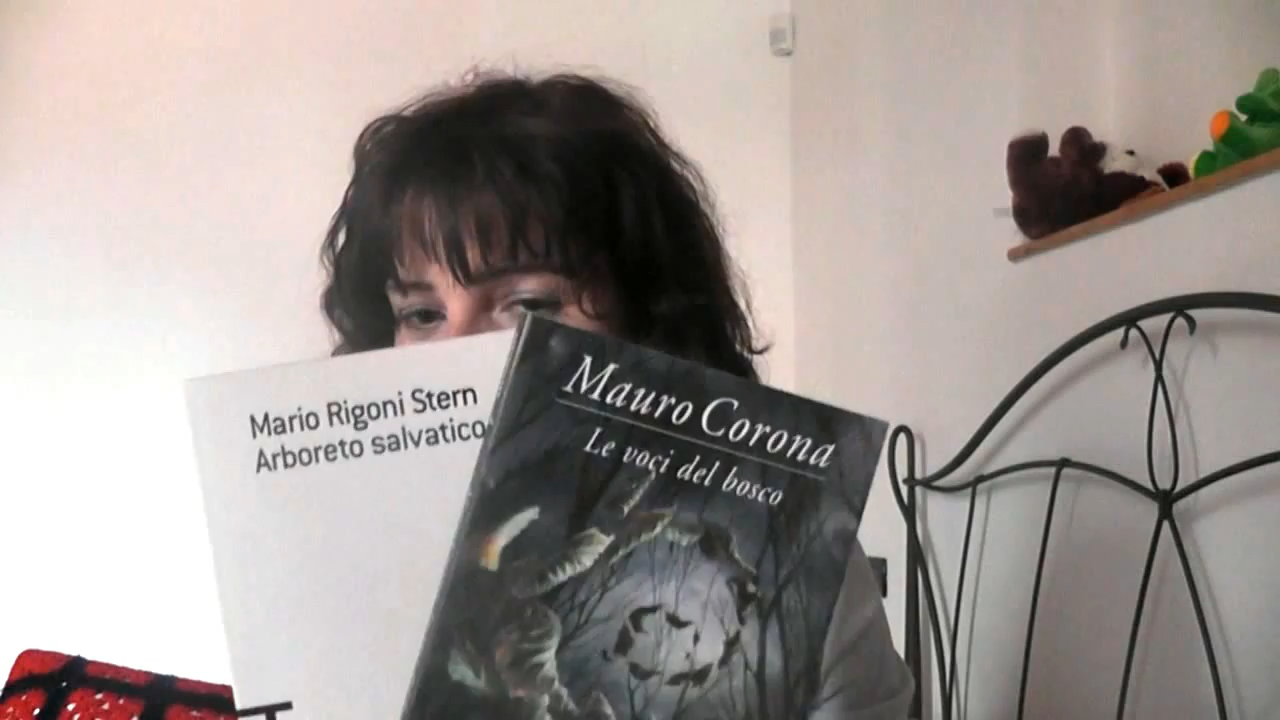 Mario Rigoni Stern
Arboreto salvatico
Mauro Corona
Le voci del bosco